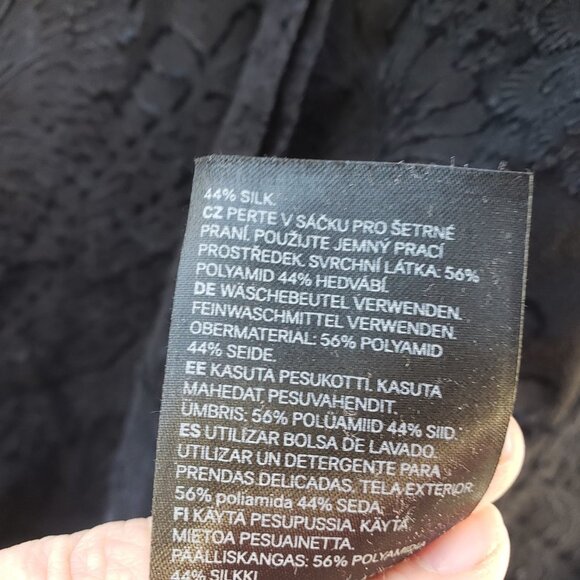 44% SILK.
CZ PERTE V SÁČKU PRO ŠETRNÉ
PRANÍ. POUŽIJTE JEMNÝ PRACÍ
PROSTŘEDEK. SVRCHNÍ LÁTKA: 56%
POLYAMID 44% HEDVÁBÍ.
DE WÄSCHEBEUTEL VERWENDEN.
FEINWASCHMITTEL VERWENDEN.
OBERMATERIAL: 56% POLYAMID
44% SEIDE.
EE KASUTA PESUKOTTI. KASUTA
MAHEDAT PESUVAHENDIT.
ÜMBRIS: 56% POLÜAMIID 44% SIID.
ES UTILIZAR BOLSA DE LAVADO.
UTILIZAR UN DETERGENTE PARA
PRENDAS DELICADAS. TELA EXTERIOR:
56% poliamida 44% SEDA.
FI KÄYTÄ PESUPUSSIA. KÄYTÄ
MIETOA PESUAINETTA.
PÄÄLLISKANGAS: 56% POLYAMIDIA
44% SILKKI